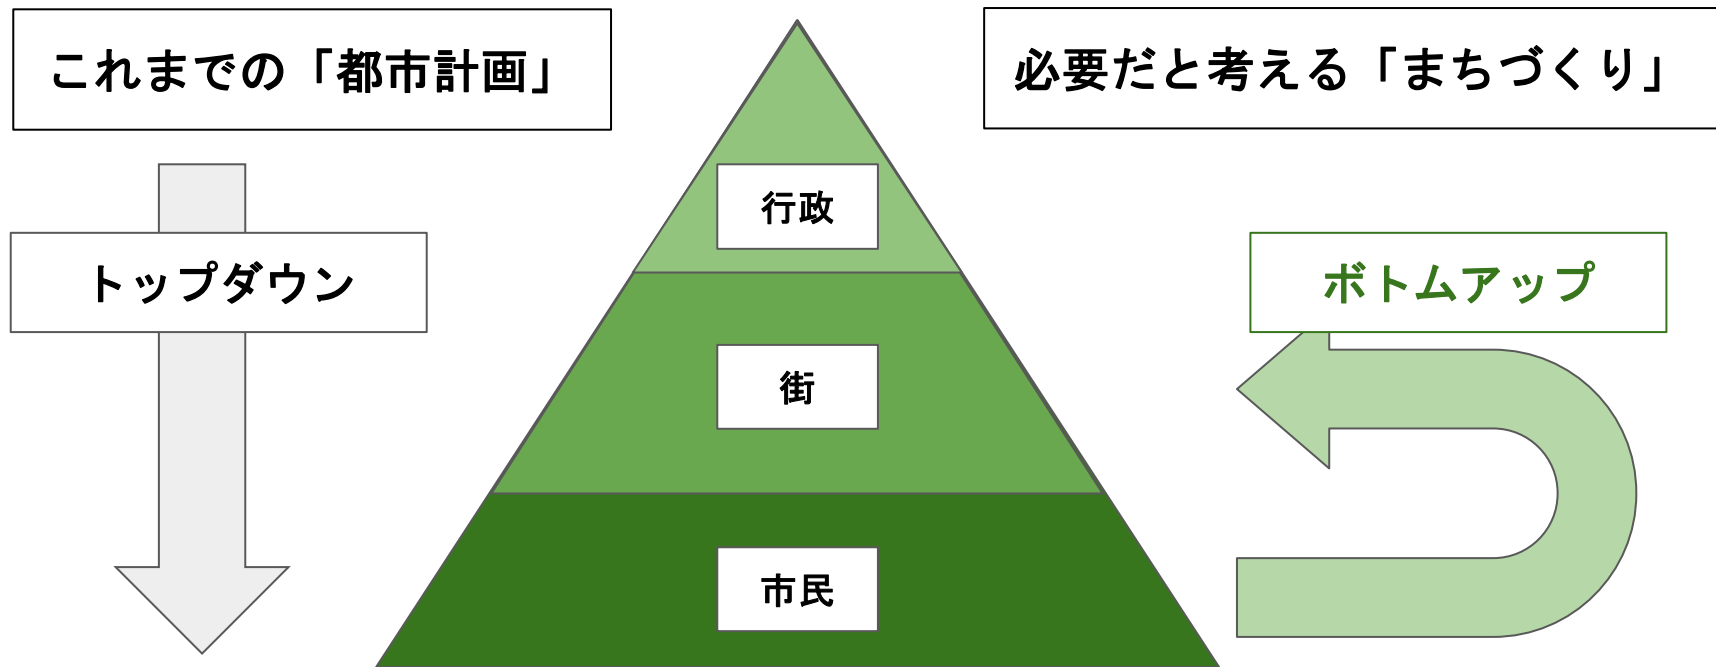 これまでの「都市計画」
必要だと考える「まちづくり」
行政
トップダウン
ボトムアップ
街
市民